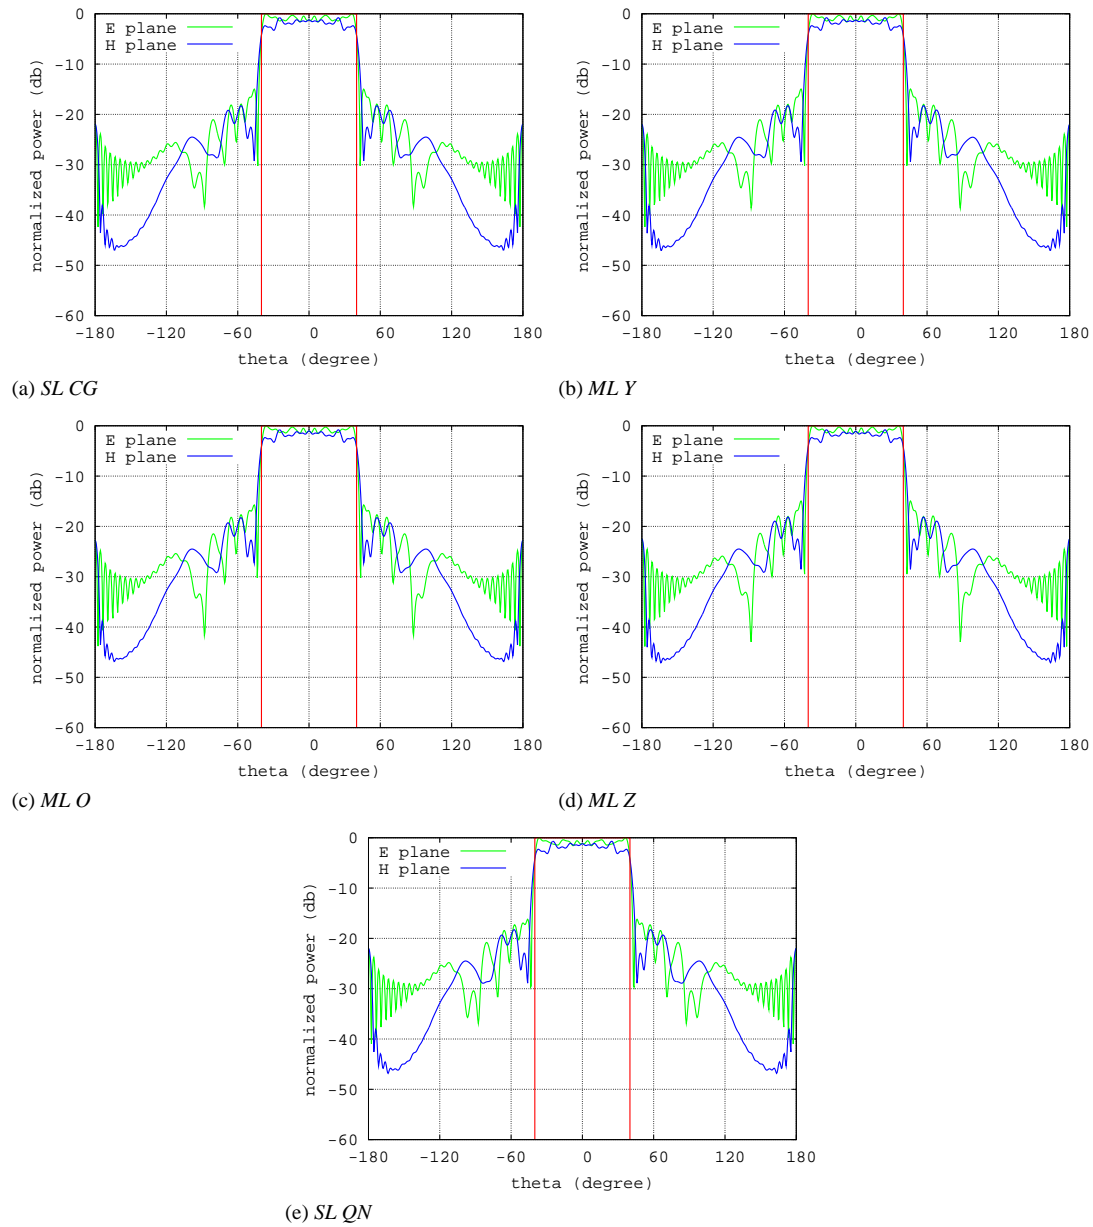 0
-10
-20
-30
-40
-50
-60
-180 -120 -60 0 60 120 180
normalized power (db)
theta (degree)
E plane
H plane
(a) SL CG
0
-10
-20
-30
-40
-50
-60
-180 -120 -60 0 60 120 180
normalized power (db)
theta (degree)
E plane
H plane
(b) ML Y
0
-10
-20
-30
-40
-50
-60
-180 -120 -60 0 60 120 180
normalized power (db)
theta (degree)
E plane
H plane
(c) ML O
0
-10
-20
-30
-40
-50
-60
-180 -120 -60 0 60 120 180
normalized power (db)
theta (degree)
E plane
H plane
(d) ML Z
0
-10
-20
-30
-40
-50
-60
-180 -120 -60 0 60 120 180
normalized power (db)
theta (degree)
E plane
H plane
(e) SL QN